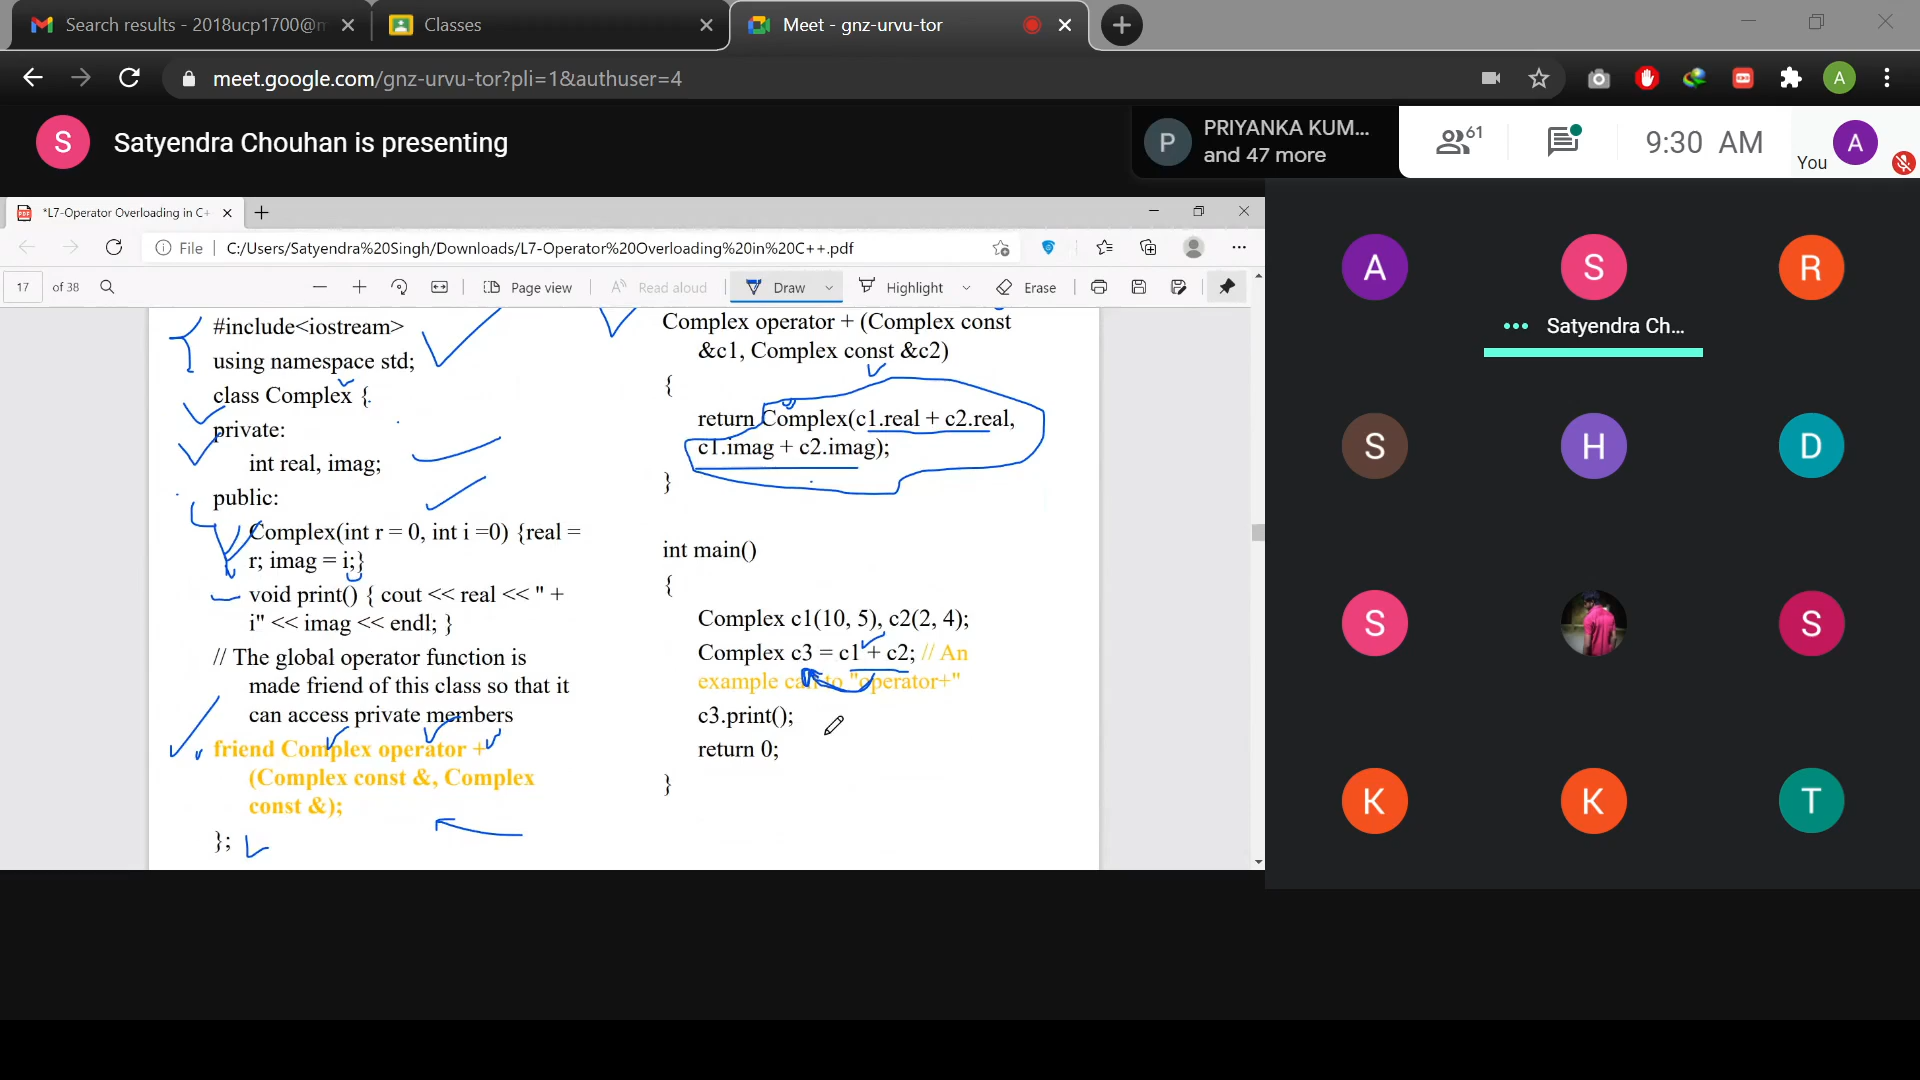 Search results - 2018ucp1700@m
Classes
Meet - gnz-urvu-tor
meet.google.com/gnz-urvu-tor?pli=1&authuser=4
A
S
Satyendra Chouhan is presenting
P
PRIYANKA KUM...
and 47 more
61
9:30 AM
You
A
*L7-Operator Overloading in C+
File
C:/Users/Satyendra%20Singh/Downloads/L7-Operator%20Overloading%20in%20C++.pdf
17 of 38
Page view
Read aloud
Draw
Highlight
Erase
#include<iostream>
using namespace std;
class Complex {
private:
int real, imag;
public:
Complex(int r = 0, int i =0) {real =
r; imag = i;}
void print() { cout << real << " +
i" << imag << endl; }
// The global operator function is
made friend of this class so that it
can access private members
friend Complex operator +
(Complex const &, Complex
const &);
};
Complex operator + (Complex const
&c1, Complex const &c2)
{
return Complex(c1.real + c2.real,
c1.imag + c2.imag);
}
int main()
{
Complex c1(10, 5), c2(2, 4);
Complex c3 = c1 + c2; // An
example call to "operator+"
c3.print();
return 0;
}
A
S
R
Satyendra Ch...
S
H
D
S
S
K
K
T